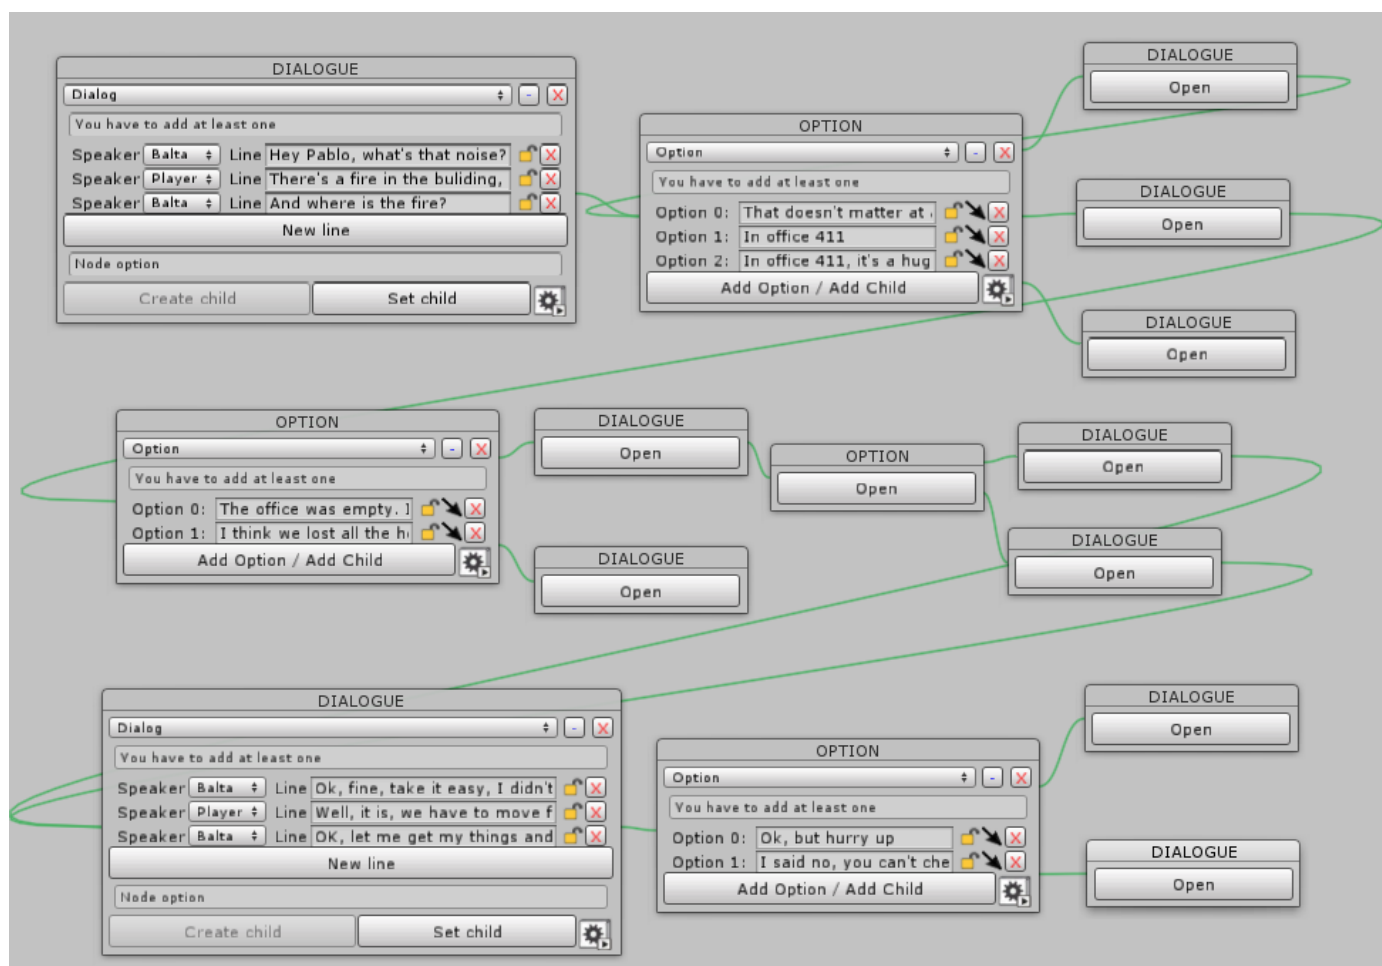 DIALOGUE
Dialog - X
You have to add at least one
Speaker Balta Line Hey Pablo, what's that noise? X
Speaker Player Line There's a fire in the buliding, X
Speaker Balta Line And where is the fire? X
New line
Node option
Create child Set child
OPTION
Option - X
You have to add at least one
Option 0: That doesn't matter at X
Option 1: In office 411 X
Option 2: In office 411, it's a hug X
Add Option / Add Child
DIALOGUE
Open
DIALOGUE
Open
DIALOGUE
Open
OPTION
Option - X
You have to add at least one
Option 0: The office was empty. I X
Option 1: I think we lost all the X
Add Option / Add Child
DIALOGUE
Open
DIALOGUE
Open
OPTION
Open
DIALOGUE
Open
DIALOGUE
Open
DIALOGUE
Dialog - X
You have to add at least one
Speaker Balta Line Ok, fine, take it easy, I didn't X
Speaker Player Line Well, it is, we have to move f X
Speaker Balta Line OK, let me get my things and X
New line
Node option
Create child Set child
OPTION
Option - X
You have to add at least one
Option 0: Ok, but hurry up X
Option 1: I said no, you can't che X
Add Option / Add Child
DIALOGUE
Open
DIALOGUE
Open